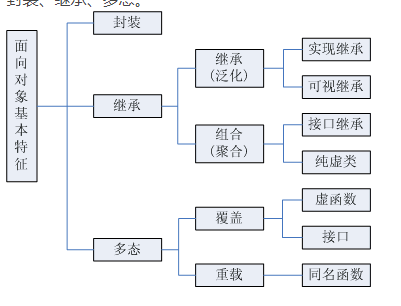 封装、继承、多态。
面向对象基本特征
封装
继承
多态
继承
(泛化)
组合
(聚合)
覆盖
重载
实现继承
可视继承
接口继承
纯虚类
虚函数
接口
同名函数